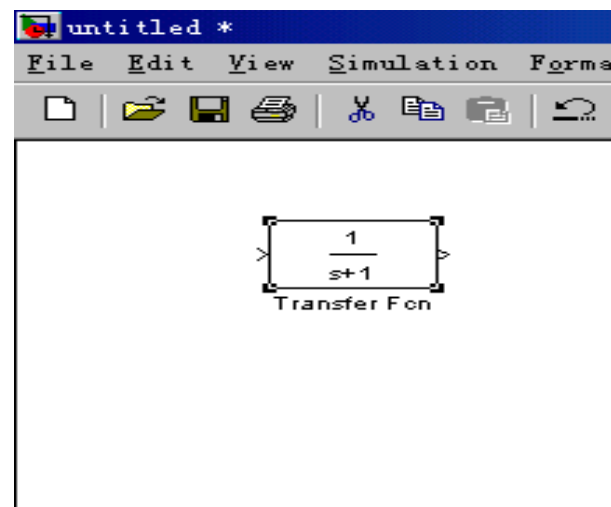 untitled *
File Edit View Simulation Forma
1
s+1
Transfer Fcn